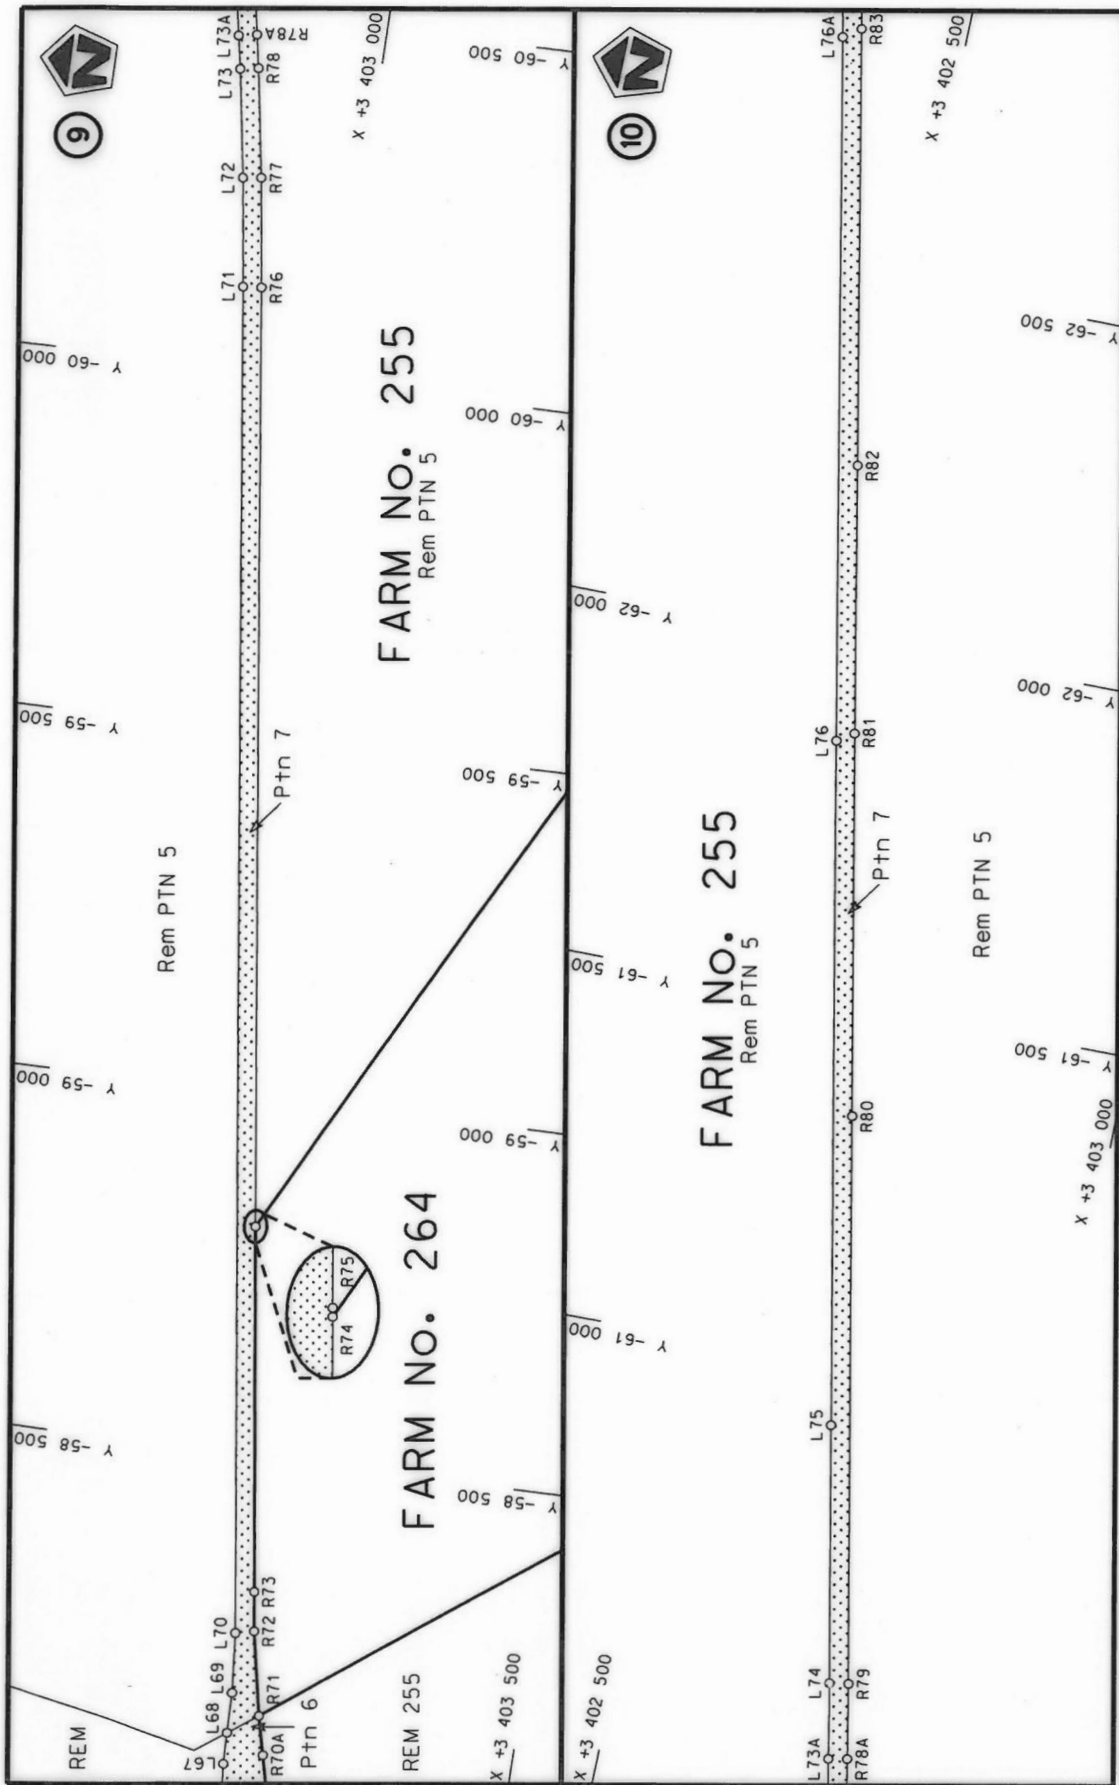 9
N
L73A
L73
R78A
R78
L72
R77
L71
R76
X +3 403 000
Y -60 500
Y -60 000
Y -60 000
FARM No. 255
Rem PTN 5
Y -59 500
Y -59 500
Ptn 7
Rem PTN 5
Y -59 000
Y -59 000
R74
R75
FARM No. 264
Y -58 500
Y -58 500
L70
R73
R72
L69
L68
R71
L67
R70A
Ptn 6
REM
REM 255
X +3 403 500
10
N
L76A
R83
X +3 402 500
Y -62 500
R82
Y -62 000
Y -62 000
L76
R81
Ptn 7
FARM No. 255
Rem PTN 5
Rem PTN 5
Y -61 500
Y -61 500
R80
X +3 403 000
Y -61 000
L75
L74
R79
L73A
R78A
X +3 402 500